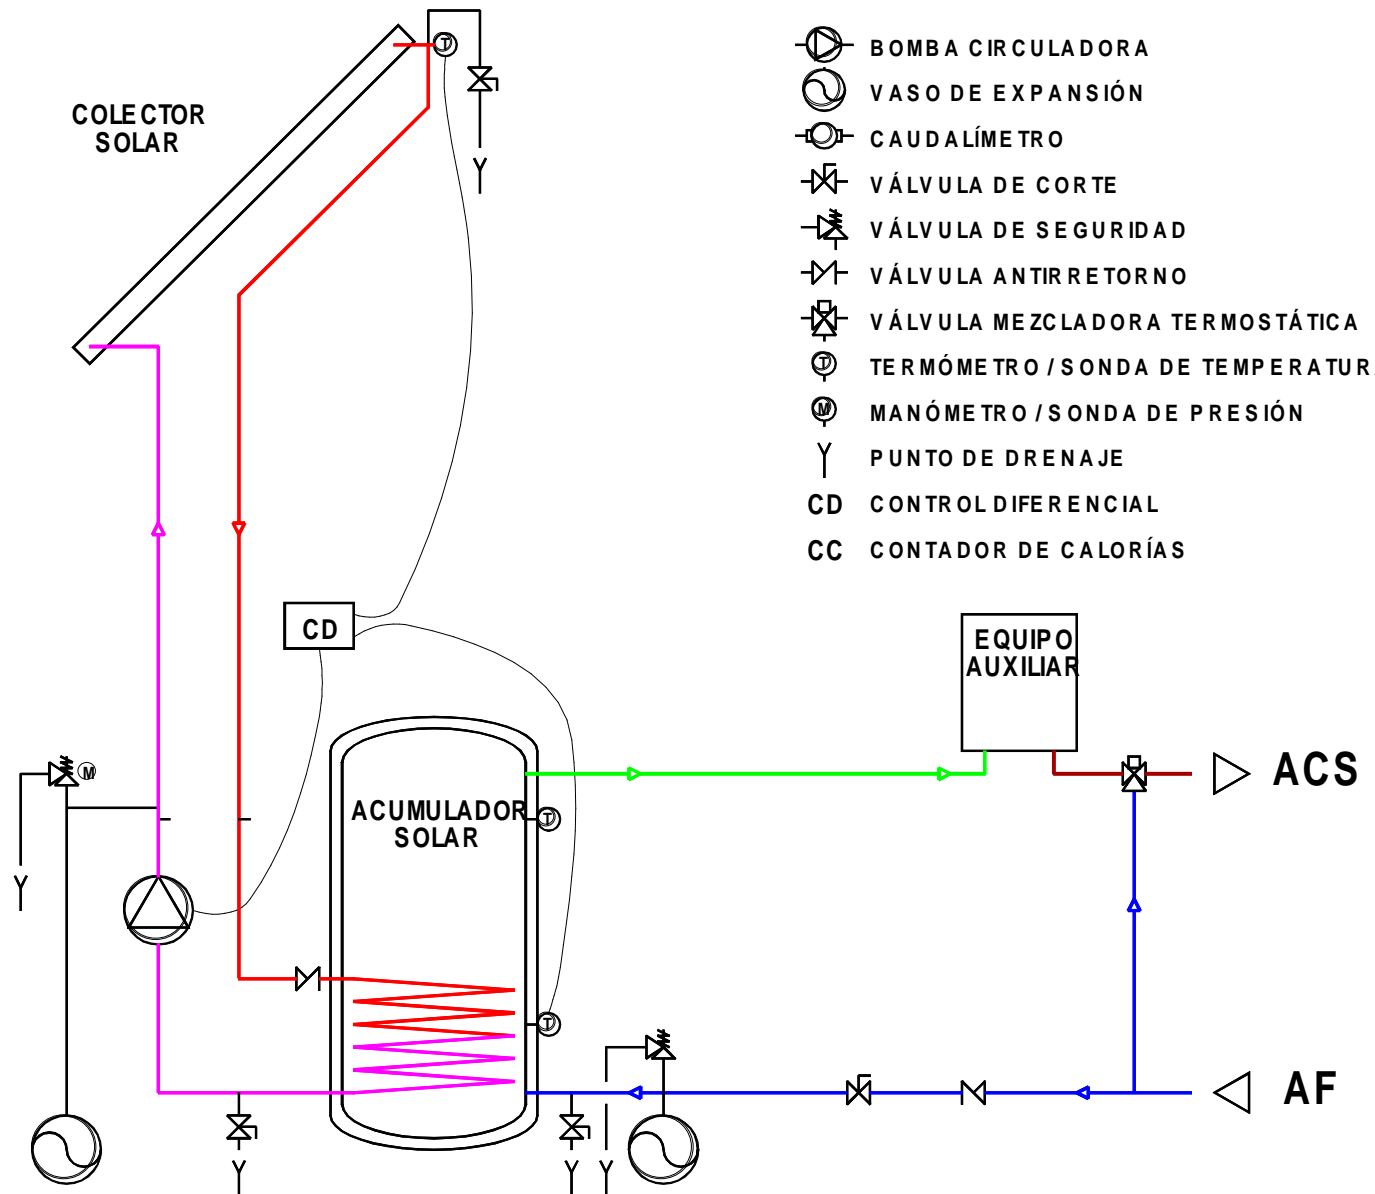 COLECTOR
SOLAR
T
BOMBA CIRCULADORA
VASO DE EXPANSIÓN
CAUDALÍMETRO
VÁLVULA DE CORTE
VÁLVULA DE SEGURIDAD
VÁLVULA ANTIRRETORNO
VÁLVULA MEZCLADORA TERMOSTÁTICA
T TERMÓMETRO / SONDA DE TEMPERATUR
M MANÓMETRO / SONDA DE PRESIÓN
PUNTO DE DRENAJE
CD CONTROL DIFERENCIAL
CC CONTADOR DE CALORÍAS
CD
EQUIPO
AUXILIAR
M
ACUMULADOR
SOLAR
T
ACS
T
AF